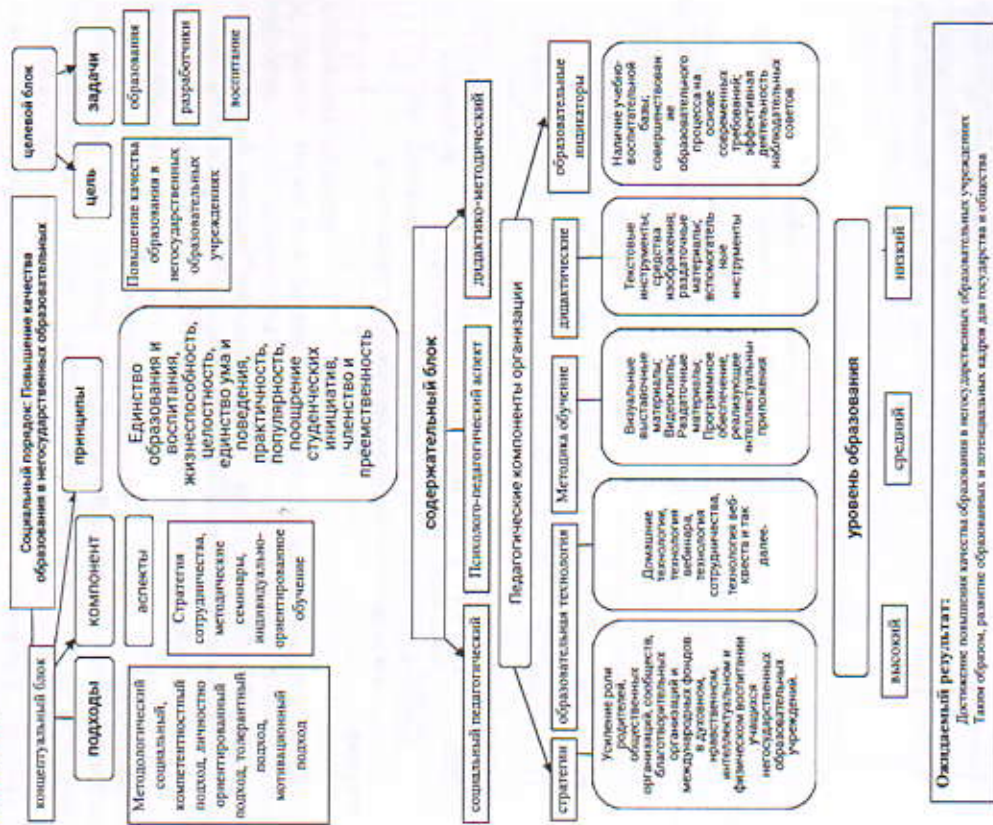 Социальный порядок: Повышение качества
образования в негосударственных образовательных
концептуальный блок
целевой блок
подходы
компонент
принципы
цель
задачи
аспекты
Методологический
социальный,
компетентностный
подход, личностно
ориентированный
подход, толерантный
подход,
мотивационный
подход
Стратегия
сотрудничества,
методические
семинары,
индивидуально-
ориентированное
обучение
Единство
образования и
воспитания,
жизнеспособность,
целостность,
единство ума и
поведения,
практичность,
популярность,
поощрение
студенческих
инициатив,
членство и
преемственность
Повышение качества
образования в
негосударственных
образовательных
учреждениях
образования
разработчики
воспитание
содержательный блок
социальный педагогический
Психолого-педагогический аспект
дидактико-методический
Педагогические компоненты организации
стратегии
образовательная технология
Методика обучение
дидактические
образовательные
индикаторы
Усиление роли
родителей,
общественных
организаций, сообществ,
благотворительных
организаций и
международных фондов
в духовном,
нравственном,
интеллектуальном и
физическом воспитании
учащихся
негосударственных
образовательных
учреждений.
Домашние
технологии,
технология
вебинара,
технология
сотрудничества,
технология веб-
квеста и так
далее.
Визуальные
выставочные
материалы;
Видеоклипы;
Раздаточные
материалы;
Программное
обеспечение,
реализующее
интеллектуальны
приложения
Текстовые
инструменты;
средства
изображения;
раздаточные
материалы;
вспомогатель
ные
инструменты
Наличие учебно-
воспитательной
базы;
совершенствован
ие
образовательного
процесса на
основе
современных
требований;
эффективная
деятельность
наблюдательных
советов
уровень образования
высокий
средний
низкий
Ожидаемый результат:
Достижение повышения качества образования в негосударственных образовательных учреждениях
Таким образом, развитие образованных и потенциальных кадров для государства и общества